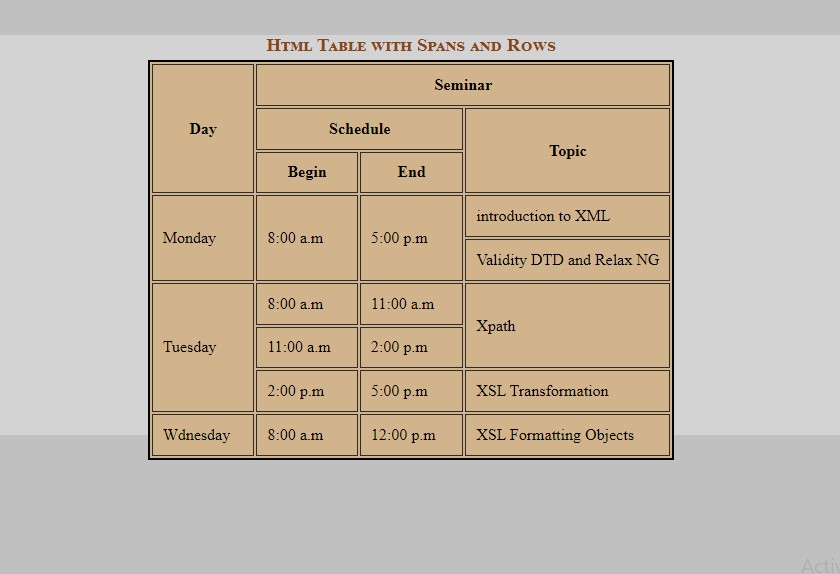 Html Table with Spans and Rows
Day
Seminar
Schedule
Topic
Begin
End
Monday
8:00 a.m
5:00 p.m
introduction to XML
Validity DTD and Relax NG
Tuesday
8:00 a.m
11:00 a.m
Xpath
11:00 a.m
2:00 p.m
2:00 p.m
5:00 p.m
XSL Transformation
Wdnesday
8:00 a.m
12:00 p.m
XSL Formatting Objects